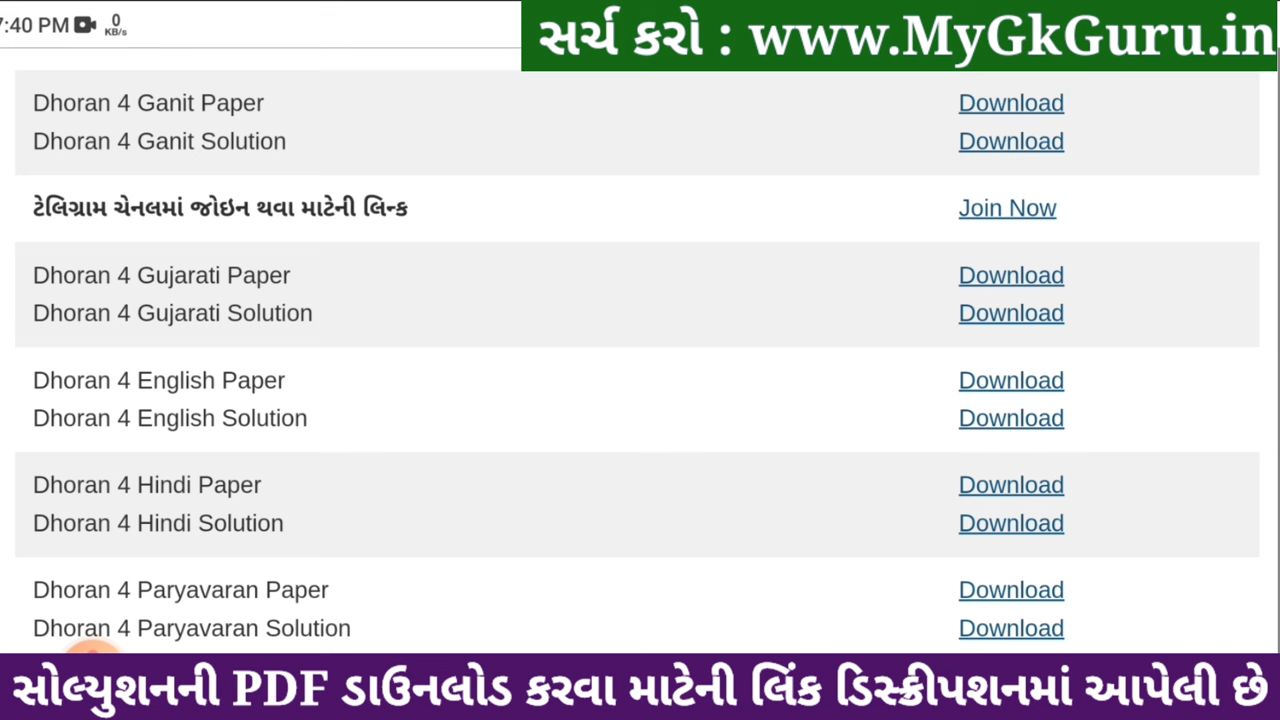 7:40 PM 0 KB/s
સર્ચ કરો : www.MyGkGuru.in
Dhoran 4 Ganit Paper Download
Dhoran 4 Ganit Solution Download
ટેલિગ્રામ ચેનલમાં જોઇન થવા માટેની લિન્ક Join Now
Dhoran 4 Gujarati Paper Download
Dhoran 4 Gujarati Solution Download
Dhoran 4 English Paper Download
Dhoran 4 English Solution Download
Dhoran 4 Hindi Paper Download
Dhoran 4 Hindi Solution Download
Dhoran 4 Paryavaran Paper Download
Dhoran 4 Paryavaran Solution Download
સોલ્યુશનની PDF ડાઉનલોડ કરવા માટેની લિંક ડિસ્ક્રીપશનમાં આપેલી છે